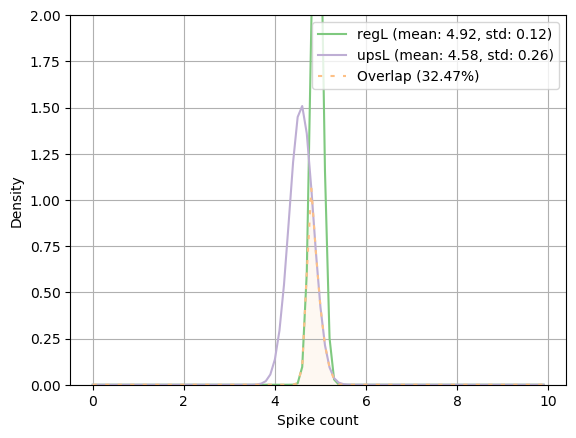 2.00
1.75
1.50
1.25
1.00
0.75
0.50
0.25
0.00
Density
regL (mean: 4.92, std: 0.12)
upsL (mean: 4.58, std: 0.26)
Overlap (32.47%)
0 2 4 6 8 10
Spike count